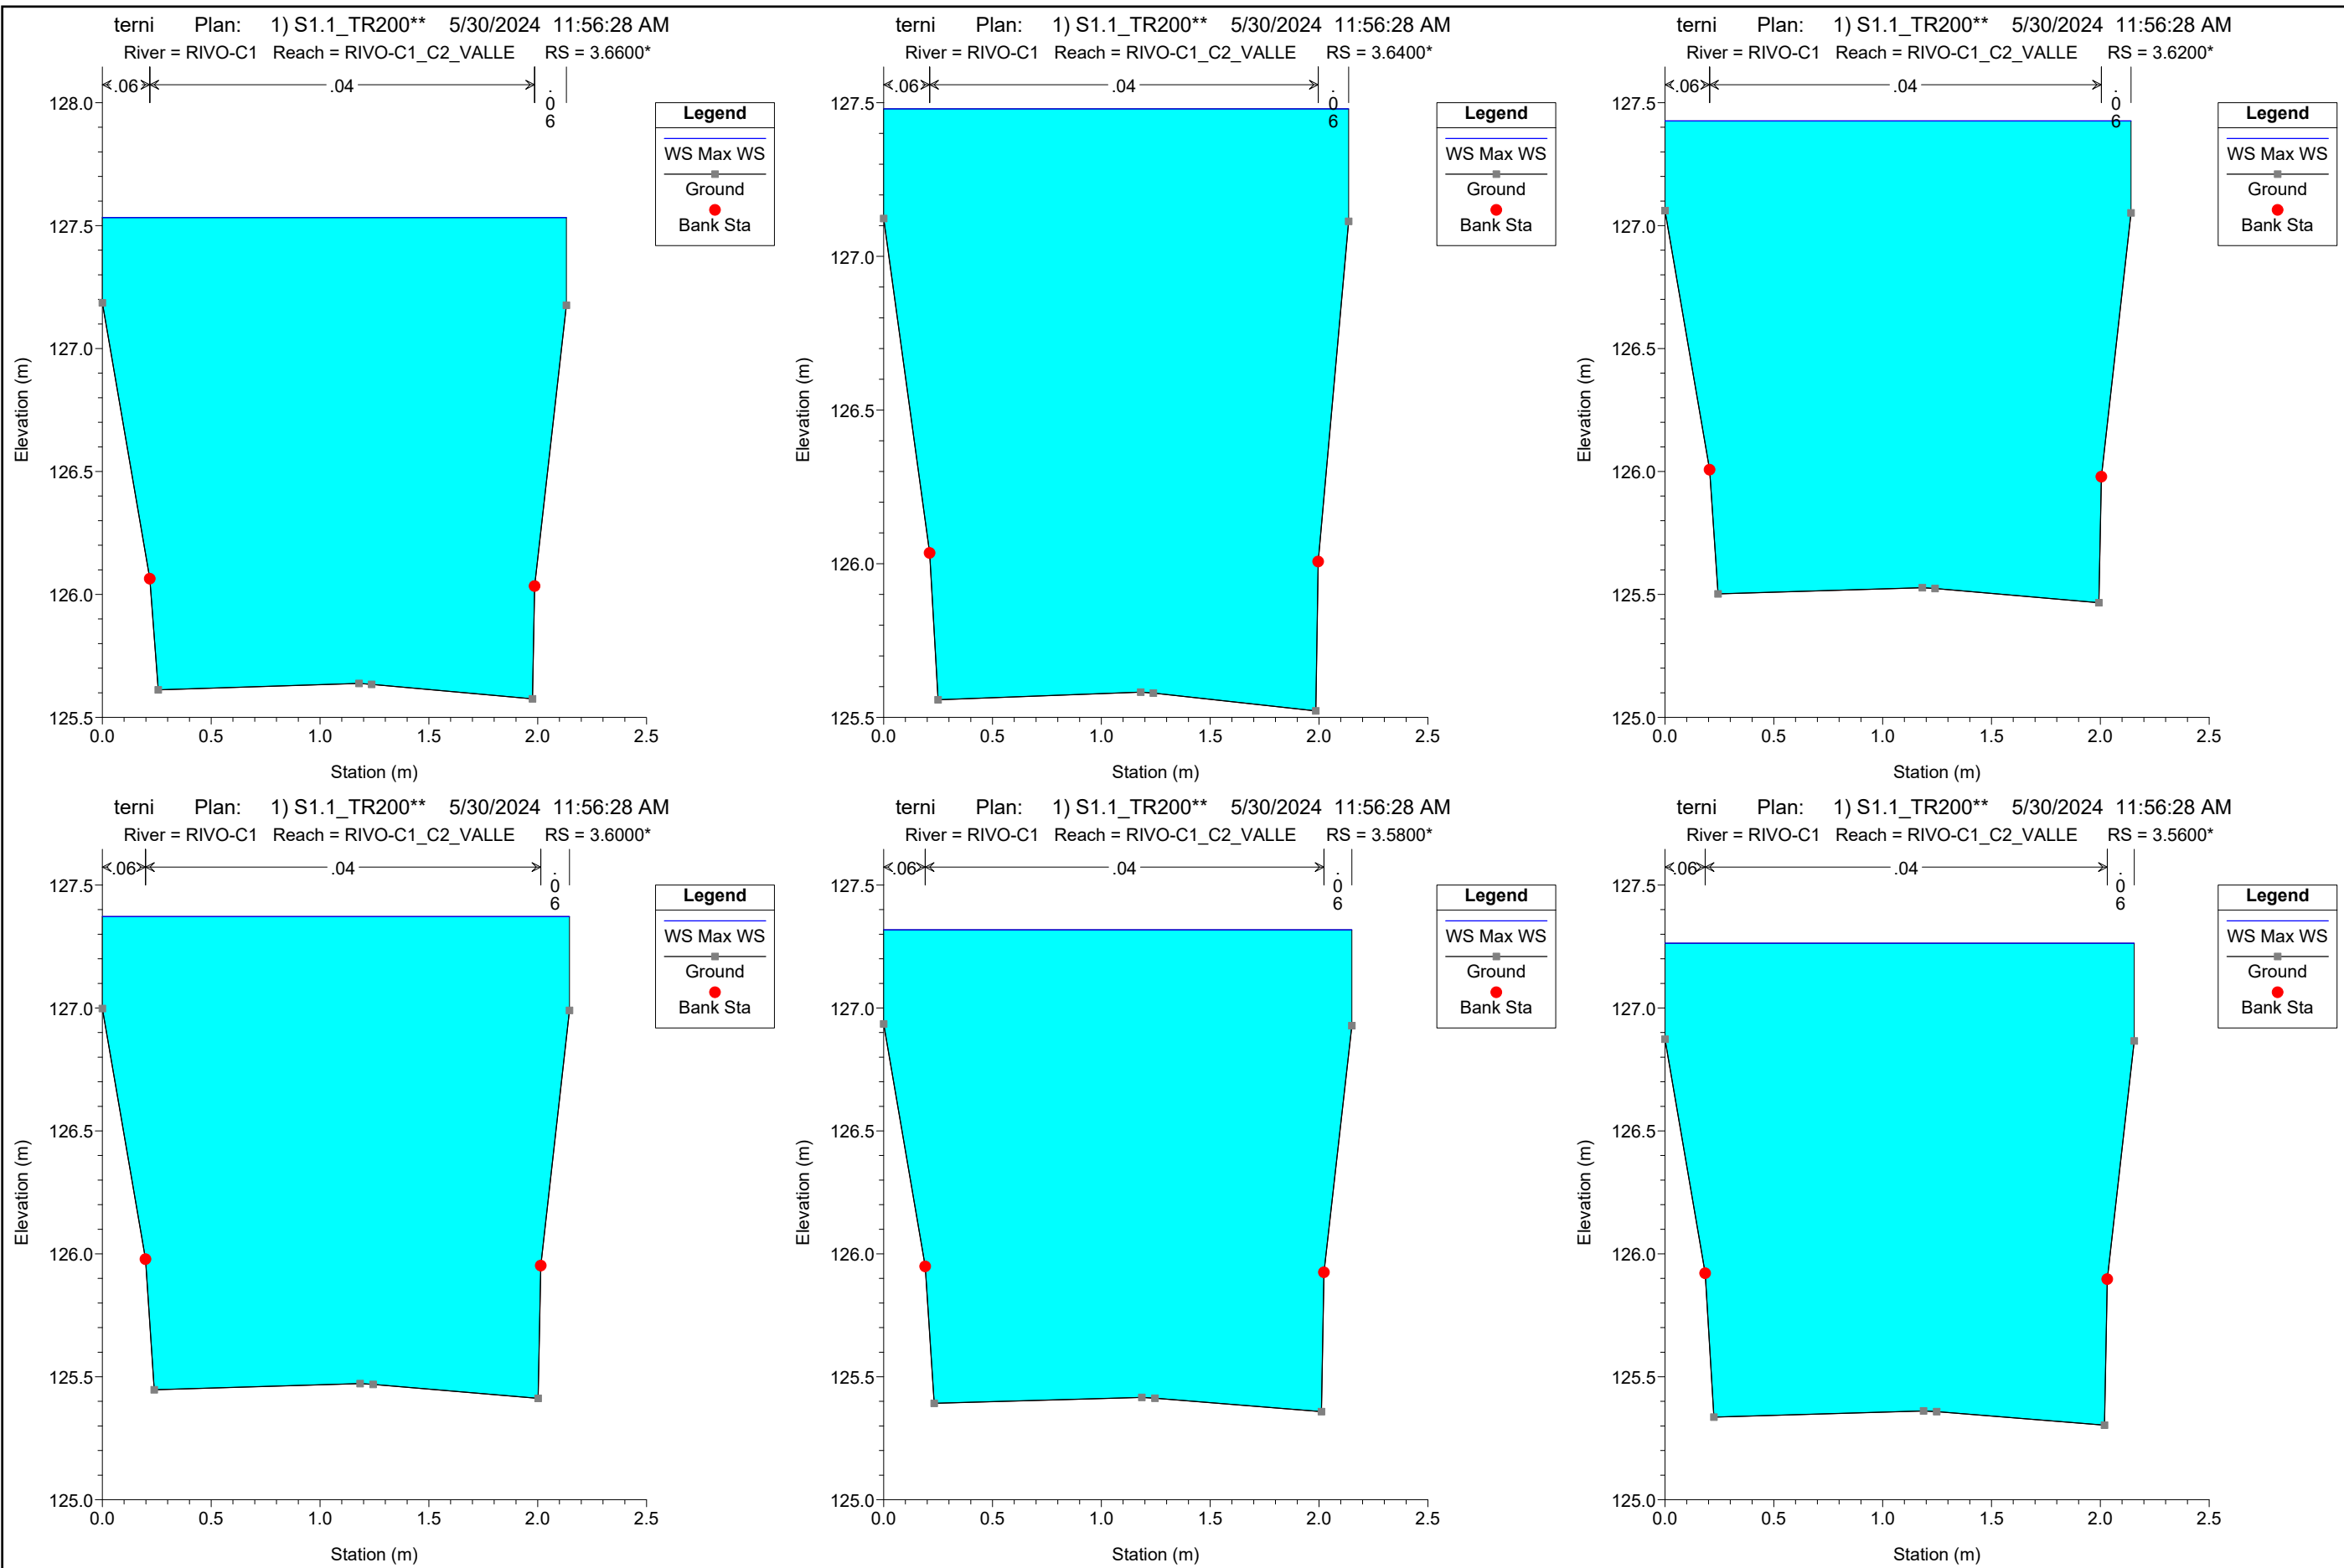 terni Plan: 1) S1.1_TR200** 5/30/2024 11:56:28 AM
River = RIVO-C1 Reach = RIVO-C1_C2_VALLE RS = 3.6600*
.06
.04
.06
128.0
127.5
127.0
126.5
126.0
125.5
Elevation (m)
0.0 0.5 1.0 1.5 2.0 2.5
Station (m)
Legend
WS Max WS
Ground
Bank Sta
terni Plan: 1) S1.1_TR200** 5/30/2024 11:56:28 AM
River = RIVO-C1 Reach = RIVO-C1_C2_VALLE RS = 3.6400*
.06
.04
.06
127.5
127.0
126.5
126.0
125.5
Elevation (m)
0.0 0.5 1.0 1.5 2.0 2.5
Station (m)
Legend
WS Max WS
Ground
Bank Sta
terni Plan: 1) S1.1_TR200** 5/30/2024 11:56:28 AM
River = RIVO-C1 Reach = RIVO-C1_C2_VALLE RS = 3.6200*
.06
.04
.06
127.5
127.0
126.5
126.0
125.5
125.0
Elevation (m)
0.0 0.5 1.0 1.5 2.0 2.5
Station (m)
Legend
WS Max WS
Ground
Bank Sta
terni Plan: 1) S1.1_TR200** 5/30/2024 11:56:28 AM
River = RIVO-C1 Reach = RIVO-C1_C2_VALLE RS = 3.6000*
.06
.04
.06
127.5
127.0
126.5
126.0
125.5
125.0
Elevation (m)
0.0 0.5 1.0 1.5 2.0 2.5
Station (m)
Legend
WS Max WS
Ground
Bank Sta
terni Plan: 1) S1.1_TR200** 5/30/2024 11:56:28 AM
River = RIVO-C1 Reach = RIVO-C1_C2_VALLE RS = 3.5800*
.06
.04
.06
127.5
127.0
126.5
126.0
125.5
125.0
Elevation (m)
0.0 0.5 1.0 1.5 2.0 2.5
Station (m)
Legend
WS Max WS
Ground
Bank Sta
terni Plan: 1) S1.1_TR200** 5/30/2024 11:56:28 AM
River = RIVO-C1 Reach = RIVO-C1_C2_VALLE RS = 3.5600*
.06
.04
.06
127.5
127.0
126.5
126.0
125.5
125.0
Elevation (m)
0.0 0.5 1.0 1.5 2.0 2.5
Station (m)
Legend
WS Max WS
Ground
Bank Sta